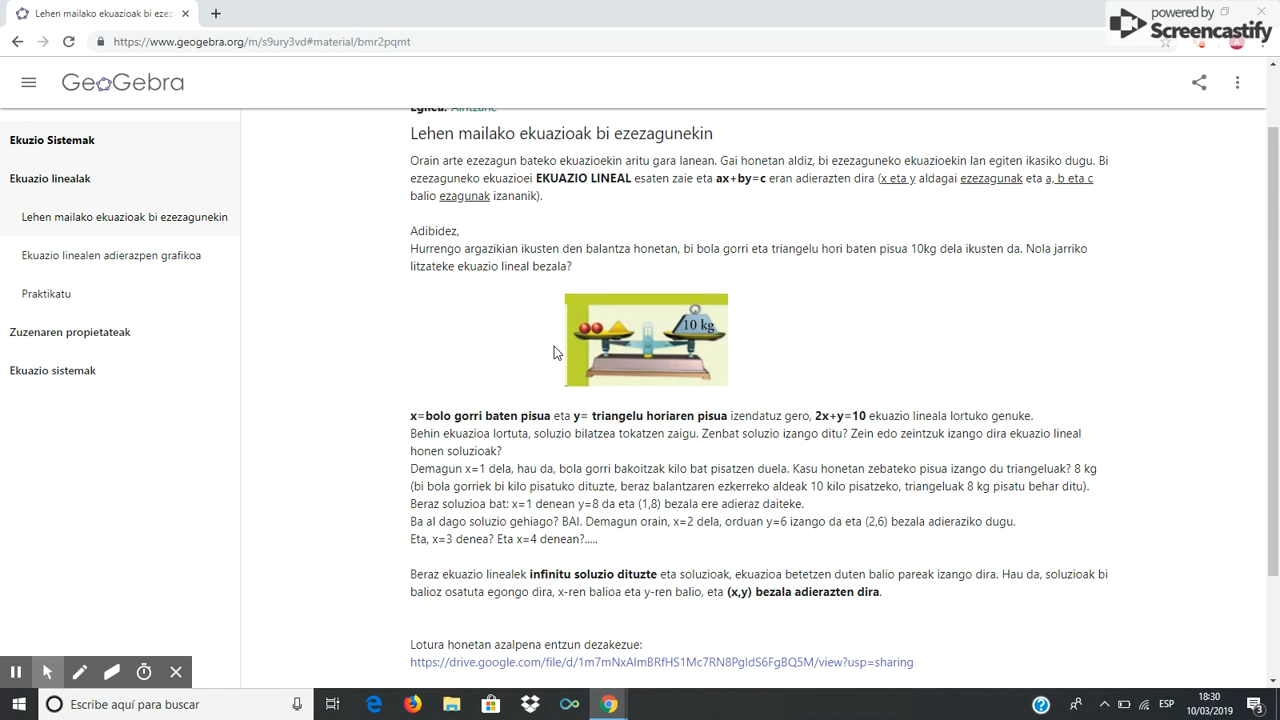 Lehen mailako ekuazioak bi ezez
powered by
Screencastify
https://www.geogebra.org/m/s9ury3vd#material/bmr2pqmt
GeoGebra
Egilea: Aintzane
Ekuzio Sistemak
Ekuazio linealak
Lehen mailako ekuazioak bi ezezagunekin
Ekuazio linealen adierazpen grafikoa
Praktikatu
Zuzenaren propietateak
Ekuazio sistemak
Lehen mailako ekuazioak bi ezezagunekin
Orain arte ezezagun bateko ekuazioekin aritu gara lanean. Gai honetan aldiz, bi ezezaguneko ekuazioekin lan egiten ikasiko dugu. Bi
ezezaguneko ekuazioei EKUAZIO LINEAL esaten zaie eta ax+by=c eran adierazten dira (x eta y aldagai ezezagunak eta a, b eta c
balio ezagunak izananik).
Adibidez,
Hurrengo argazikian ikusten den balantza honetan, bi bola gorri eta triangelu hori baten pisua 10kg dela ikusten da. Nola jarriko
litzateke ekuazio lineal bezala?
10 kg
x=bolo gorri baten pisua eta y= triangelu horiaren pisua izendatuz gero, 2x+y=10 ekuazio lineala lortuko genuke.
Behin ekuazioa lortuta, soluzio bilatzea tokatzen zaigu. Zenbat soluzio izango ditu? Zein edo zeintzuk izango dira ekuazio lineal
honen soluzioak?
Demagun x=1 dela, hau da, bola gorri bakoitzak kilo bat pisatzen duela. Kasu honetan zebateko pisua izango du triangeluak? 8 kg
(bi bola gorriek bi kilo pisatuko dituzte, beraz balantzaren ezkerreko aldeak 10 kilo pisatzeko, triangeluak 8 kg pisatu behar ditu).
Beraz soluzioa bat: x=1 denean y=8 da eta (1,8) bezala ere adieraz daiteke.
Ba al dago soluzio gehiago? BAI. Demagun orain, x=2 dela, orduan y=6 izango da eta (2,6) bezala adieraziko dugu.
Eta, x=3 denea? Eta x=4 denean?.....
Beraz ekuazio linealek infinitu soluzio dituzte eta soluzioak, ekuazioa betetzen duten balio pareak izango dira. Hau da, soluzioak bi
balioz osatuta egongo dira, x-ren balioa eta y-ren balio, eta (x,y) bezala adierazten dira.
Lotura honetan azalpena entzun dezakezue:
https://drive.google.com/file/d/1m7mNxAlmBRfHS1Mc7RN8PgIdS6FgBQ5M/view?usp=sharing
Escribe aquí para buscar
ESP
18:30
10/03/2019
3